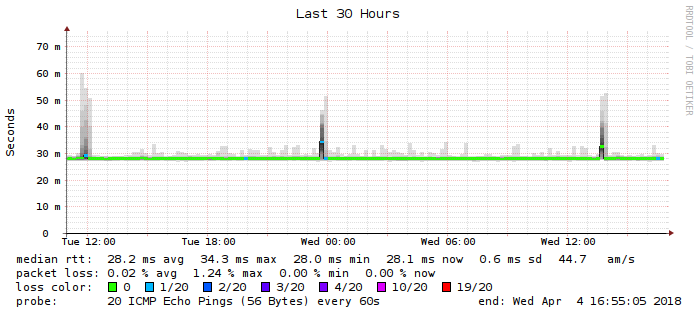 Last 30 Hours
RRDTOOL / TOBI OETIKER
Seconds
70 m
60 m
50 m
40 m
30 m
20 m
10 m
0
Tue 12:00 Tue 18:00 Wed 00:00 Wed 06:00 Wed 12:00
median rtt: 28.2 ms avg 34.3 ms max 28.0 ms min 28.1 ms now 0.6 ms sd 44.7 am/s
packet loss: 0.02 % avg 1.24 % max 0.00 % min 0.00 % now
loss color: 0 1/20 2/20 3/20 4/20 10/20 19/20
probe: 20 ICMP Echo Pings (56 Bytes) every 60s end: Wed Apr 4 16:55:05 2018